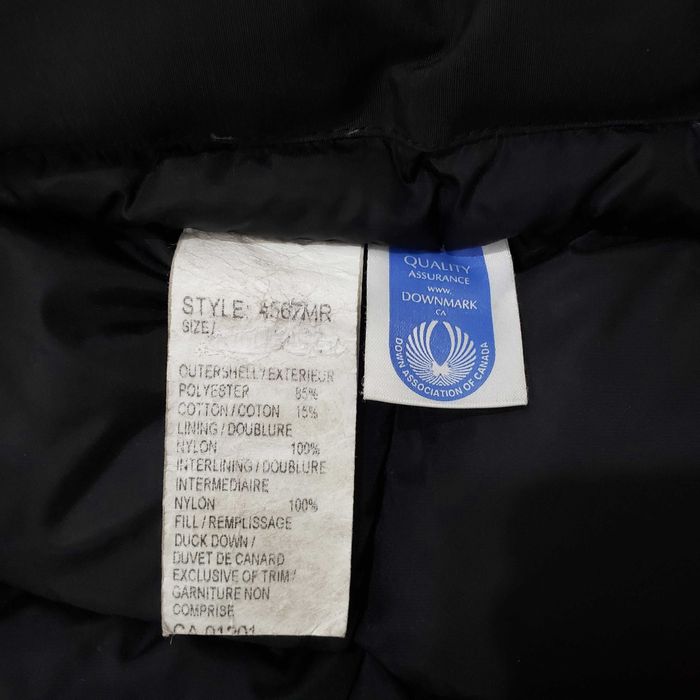 STYLE: 4567MR
SIZE /
OUTERSHELL / EXTERIEUR
POLYESTER 85%
COTTON / COTON 15%
LINING / DOUBLURE
NYLON 100%
INTERLINING / DOUBLURE
INTERMEDIAIRE
NYLON 100%
FILL / REMPLISSAGE
DUCK DOWN /
DUVET DE CANARD
EXCLUSIVE OF TRIM /
GARNITURE NON
COMPRISE
CA 01201
QUALITY
ASSURANCE
www.
DOWNMARK
CA
DOWN ASSOCIATION OF CANADA